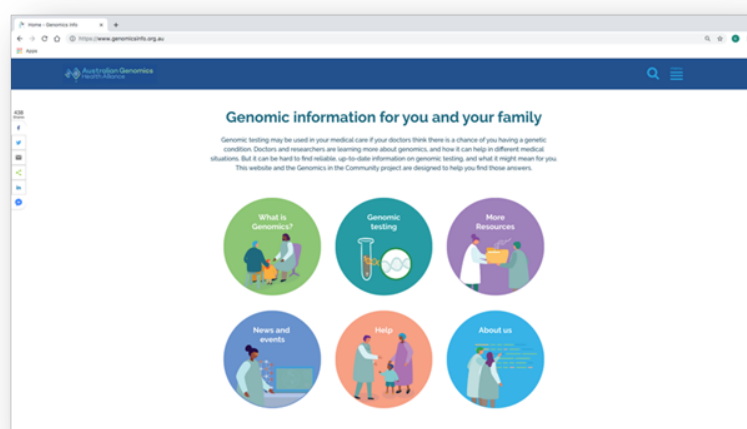 Home - Genomics Info
https://www.genomicsinfo.org.au
Apps
Australian Genomics
Health Alliance
438
Shares
Genomic information for you and your family
Genomic testing may be used in your medical care if your doctors think there is a chance of you having a genetic
condition. Doctors and researchers are learning more about genomics, and how it can help in different medical
situations. But it can be hard to find reliable, up-to-date information on genomic testing, and what it might mean for you.
This website and the Genomics in the Community project are designed to help you find those answers.
What is
Genomics?
Genomic
testing
More
Resources
News and
events
Help
About us